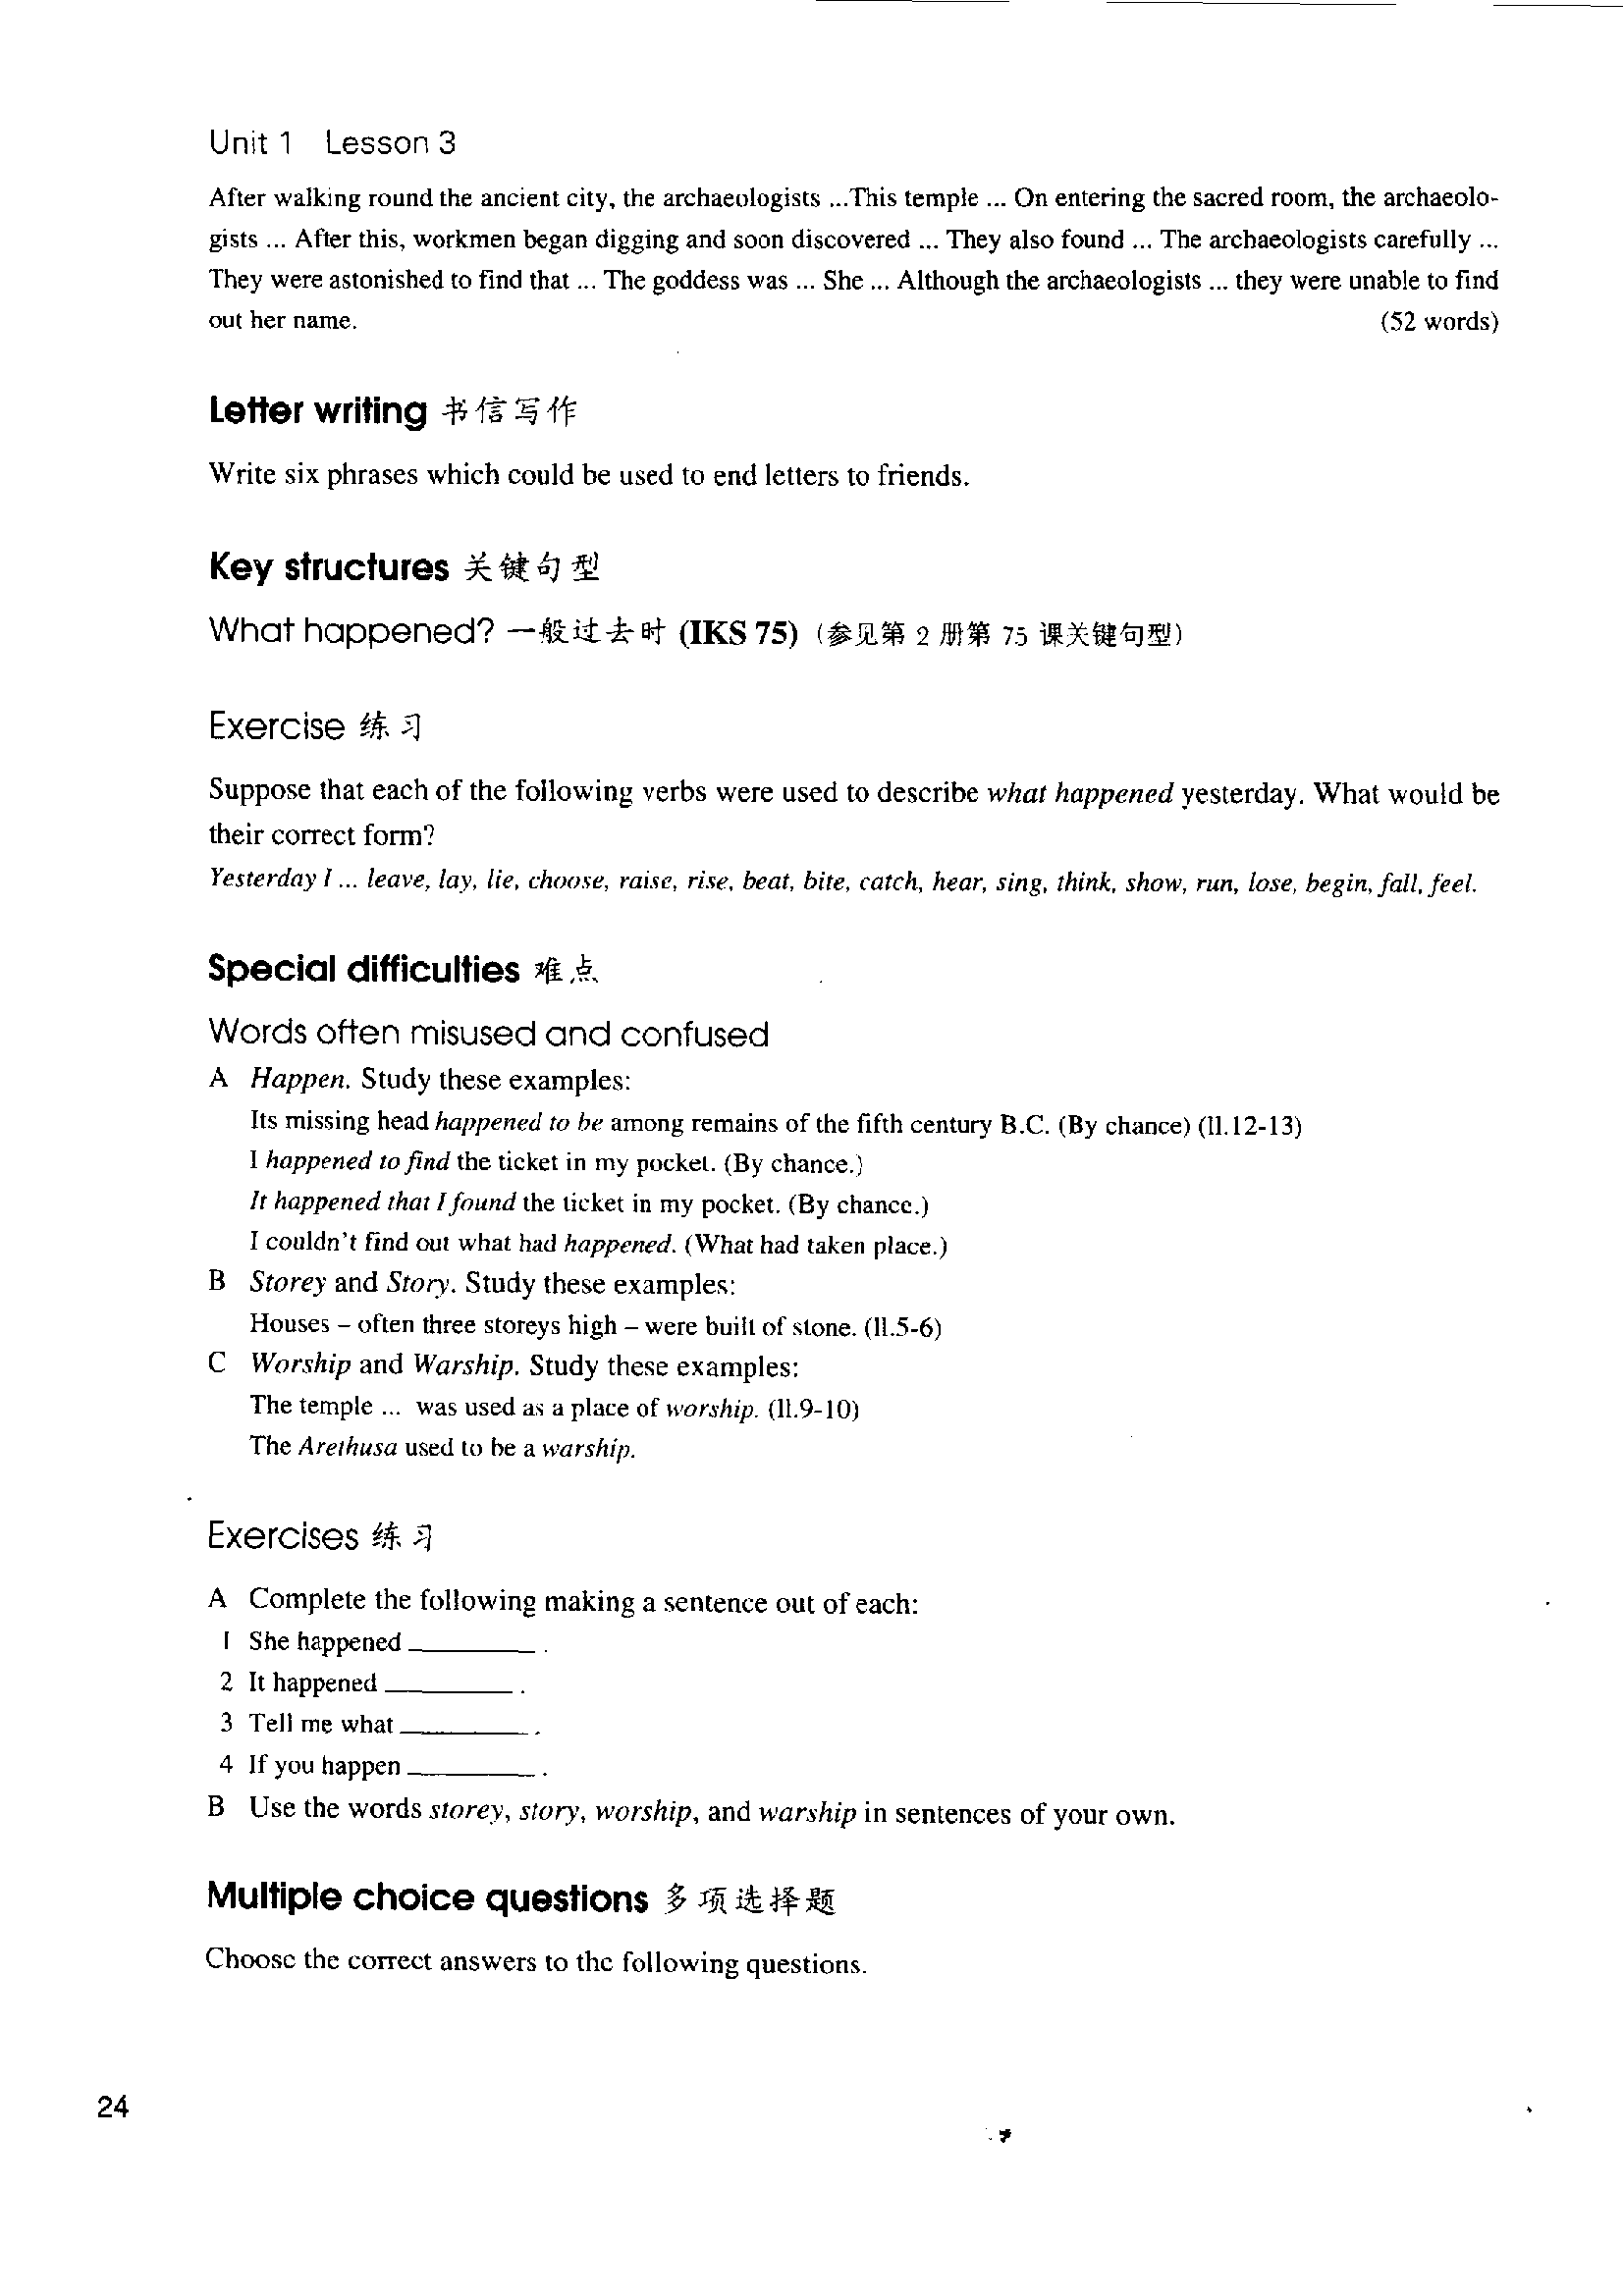 Unit 1 Lesson 3
After walking round the ancient city, the archaeologists ...This temple ... On entering the sacred room, the archaeolo-
gists ... After this, workmen began digging and soon discovered ... They also found ... The archaeologists carefully ...
They were astonished to find that ... The goddess was ... She ... Although the archaeologists ... they were unable to find
out her name. (52 words)
Letter writing 书信写作
Write six phrases which could be used to end letters to friends.
Key structures 关键句型
What happened? 一般过去时 (IKS 75) (参见第 2 册第 75 课关键句型)
Exercise 练习
Suppose that each of the following verbs were used to describe what happened yesterday. What would be
their correct form?
Yesterday I ... leave, lay, lie, choose, raise, rise, beat, bite, catch, hear, sing, think, show, run, lose, begin, fall, feel.
Special difficulties 难点
Words often misused and confused
A Happen. Study these examples:
Its missing head happened to be among remains of the fifth century B.C. (By chance) (ll.12-13)
I happened to find the ticket in my pocket. (By chance.)
It happened that I found the ticket in my pocket. (By chance.)
I couldn't find out what had happened. (What had taken place.)
B Storey and Story. Study these examples:
Houses – often three storeys high – were built of stone. (ll.5-6)
C Worship and Warship. Study these examples:
The temple ... was used as a place of worship. (ll.9-10)
The Arethusa used to be a warship.
Exercises 练习
A Complete the following making a sentence out of each:
1 She happened ________ .
2 It happened ________ .
3 Tell me what ________ .
4 If you happen ________ .
B Use the words storey, story, worship, and warship in sentences of your own.
Multiple choice questions 多项选择题
Choose the correct answers to the following questions.
24